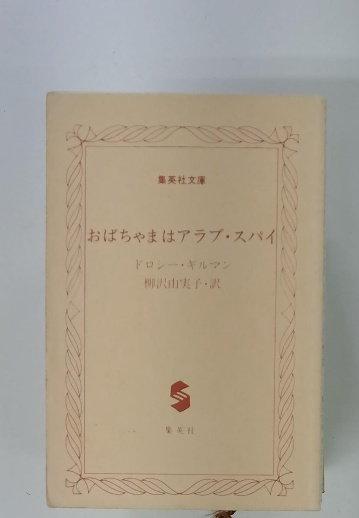 集英社文庫
おばちゃまはアラブ・スパイ
ドロシー・ギルマン
柳沢由実子・訳
集英社